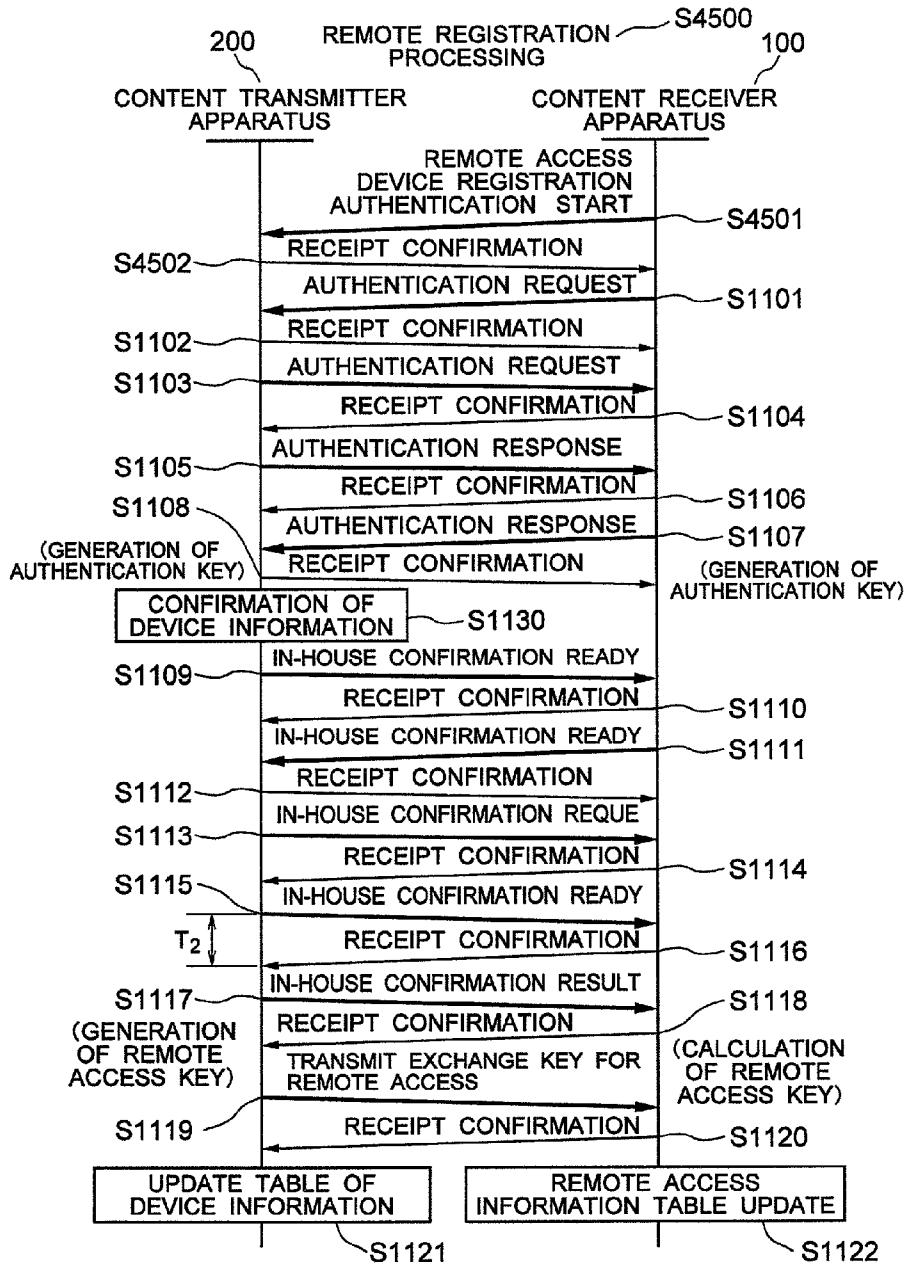 REMOTE REGISTRATION
PROCESSING
S4500
200
100
CONTENT TRANSMITTER
APPARATUS
CONTENT RECEIVER
APPARATUS
REMOTE ACCESS
DEVICE REGISTRATION
AUTHENTICATION START
S4501
RECEIPT CONFIRMATION
S4502
AUTHENTICATION REQUEST
S1101
RECEIPT CONFIRMATION
S1102
AUTHENTICATION REQUEST
S1103
RECEIPT CONFIRMATION
S1104
AUTHENTICATION RESPONSE
S1105
RECEIPT CONFIRMATION
S1106
S1108
AUTHENTICATION RESPONSE
S1107
(GENERATION OF
AUTHENTICATION KEY)
RECEIPT CONFIRMATION
(GENERATION OF
AUTHENTICATION KEY)
CONFIRMATION OF
DEVICE INFORMATION
S1130
IN-HOUSE CONFIRMATION READY
S1109
RECEIPT CONFIRMATION
S1110
IN-HOUSE CONFIRMATION READY
S1111
RECEIPT CONFIRMATION
S1112
IN-HOUSE CONFIRMATION REQUE
S1113
RECEIPT CONFIRMATION
S1114
S1115
IN-HOUSE CONFIRMATION READY
T2
RECEIPT CONFIRMATION
S1116
IN-HOUSE CONFIRMATION RESULT
S1117
RECEIPT CONFIRMATION
S1118
(GENERATION
OF REMOTE
ACCESS KEY)
TRANSMIT EXCHANGE KEY FOR
REMOTE ACCESS
(CALCULATION
OF REMOTE
ACCESS KEY)
S1119
RECEIPT CONFIRMATION
S1120
UPDATE TABLE OF
DEVICE INFORMATION
REMOTE ACCESS
INFORMATION TABLE UPDATE
S1121
S1122